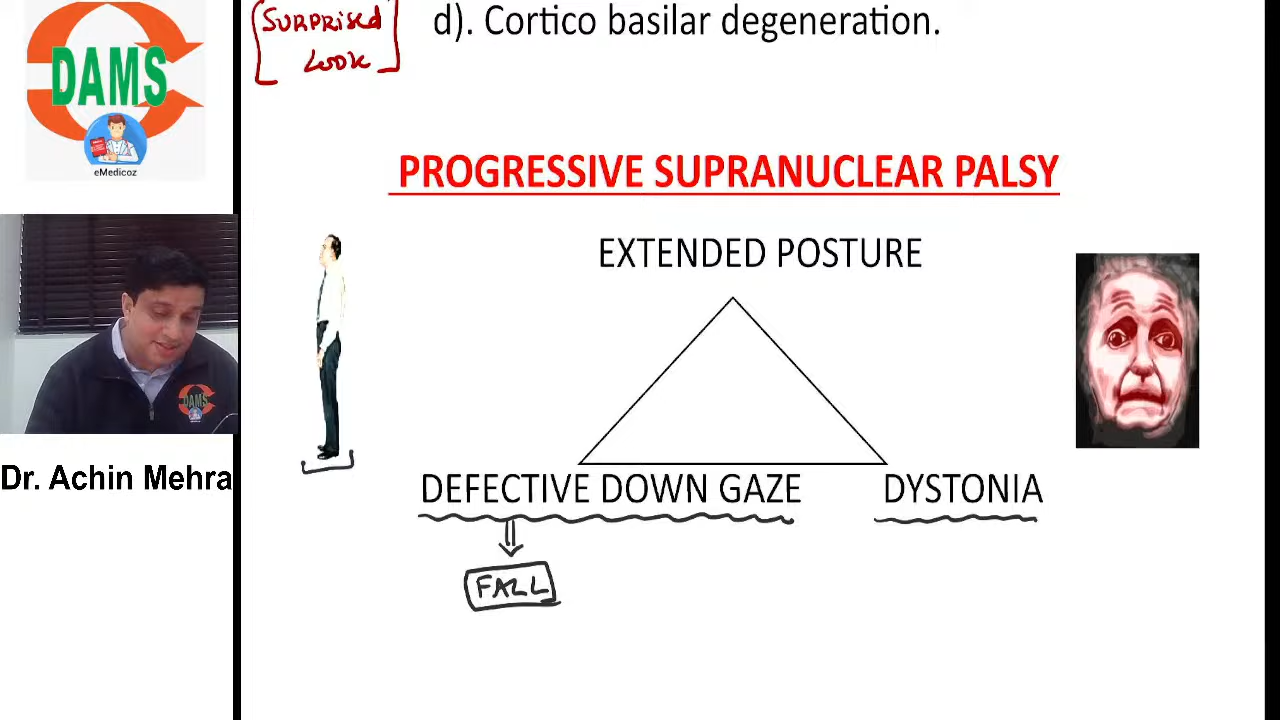 [SURPRISED
LOOK]
d). Cortico basilar degeneration.
DAMS
eMedicoz
PROGRESSIVE SUPRANUCLEAR PALSY
EXTENDED POSTURE
DAMS
Dr. Achin Mehra
DEFECTIVE DOWN GAZE
DYSTONIA
FALL